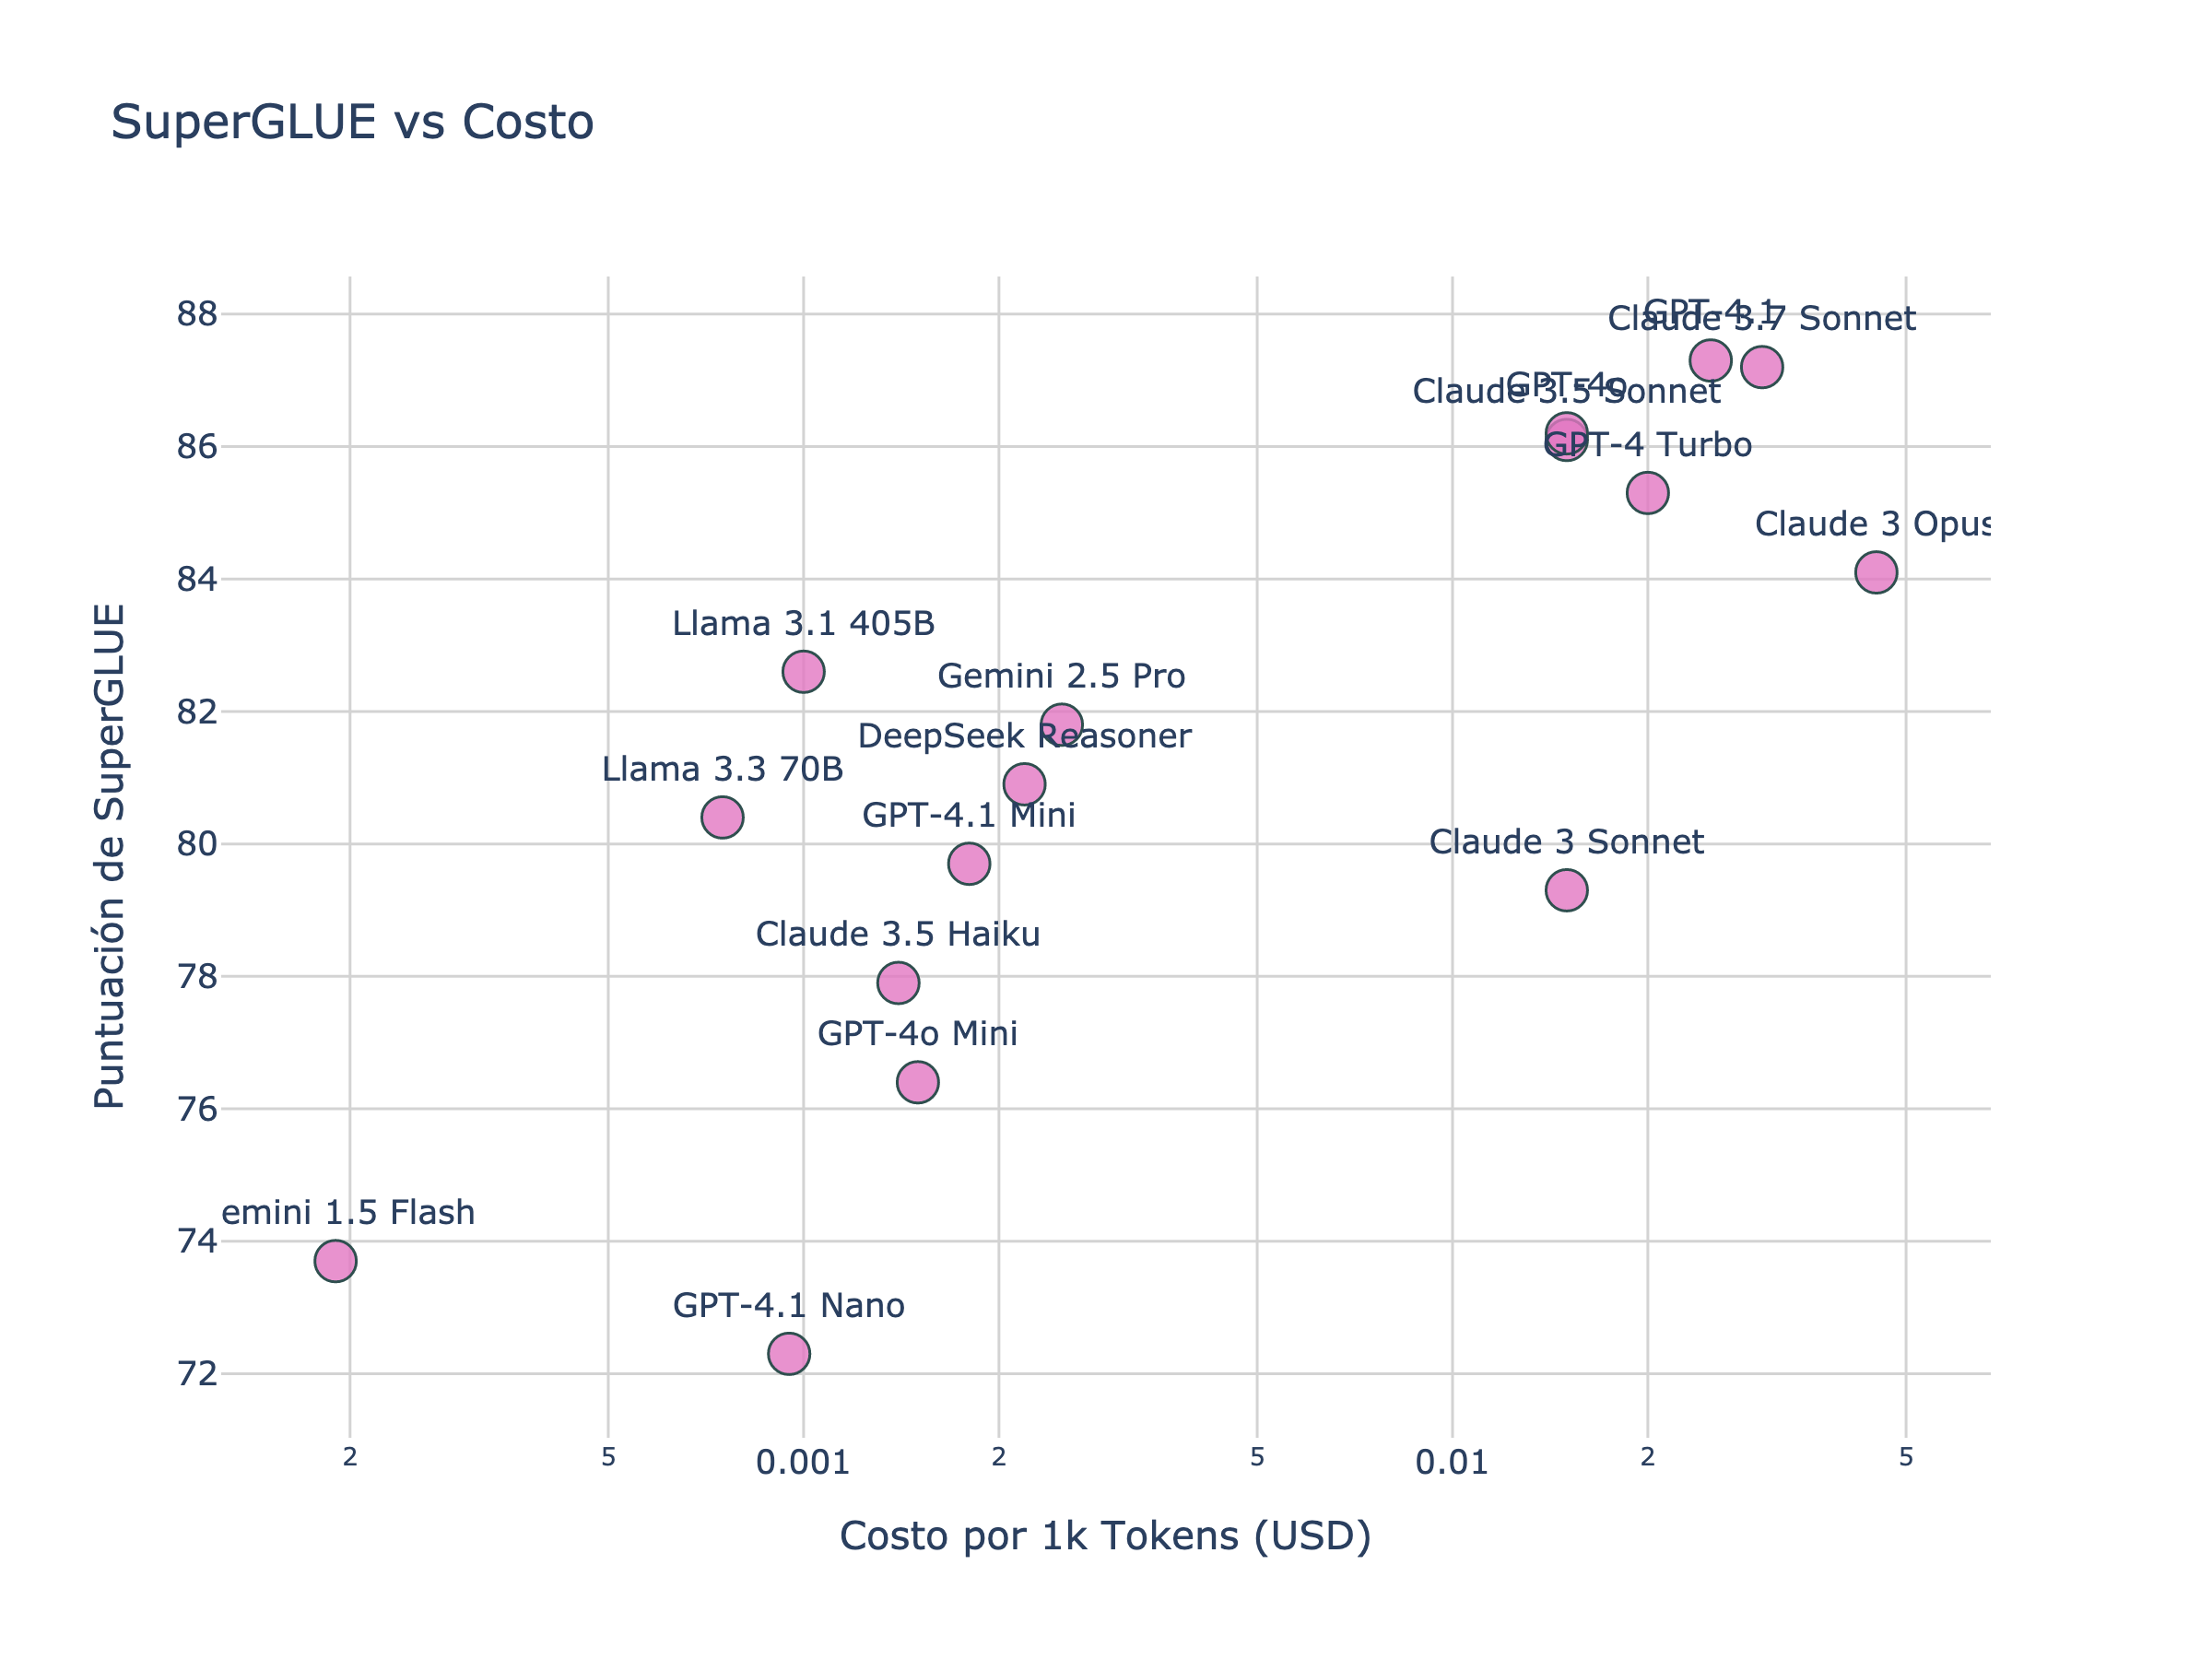 SuperGLUE vs Costo
88
GPT-4.1
Claude 3.7 Sonnet
GPT-4o
Claude 3.5 Sonnet
86
GPT-4 Turbo
Claude 3 Opus
84
Llama 3.1 405B
Gemini 2.5 Pro
82
DeepSeek Reasoner
Llama 3.3 70B
GPT-4.1 Mini
80
Claude 3 Sonnet
78
Claude 3.5 Haiku
GPT-4o Mini
76
emini 1.5 Flash
74
GPT-4.1 Nano
72
Puntuación de SuperGLUE
2 5 0.001 2 5 0.01 2 5
Costo por 1k Tokens (USD)